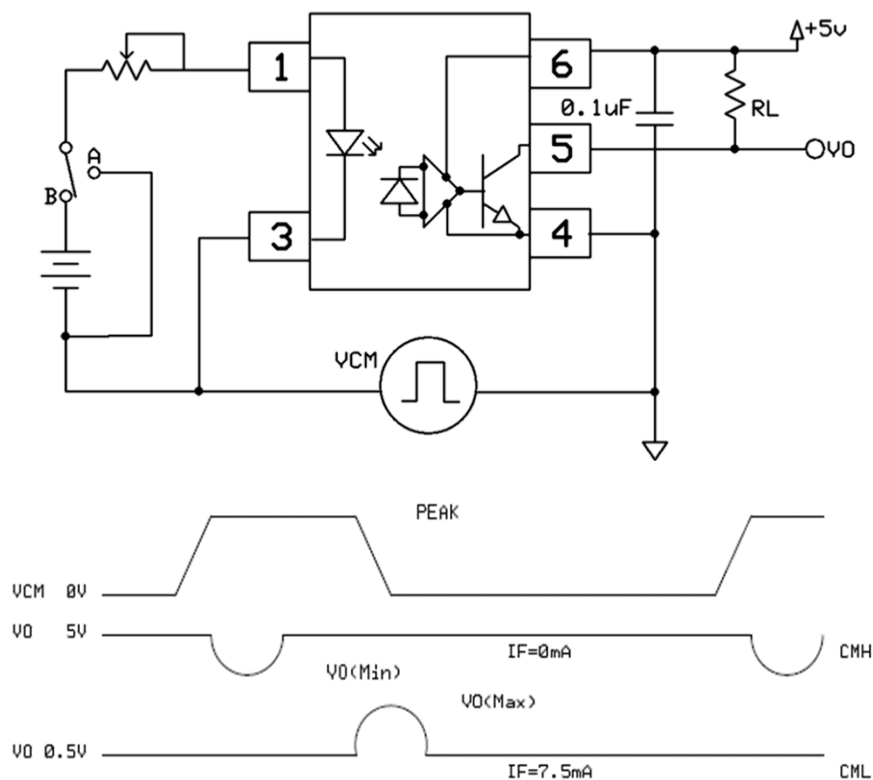 +5v
1
6
0.1uF
RL
A
5
VO
B
3
4
VCM
PEAK
VCM 0V
VO 5V
IF=0mA
CMH
VO(Min)
VO(Max)
VO 0.5V
IF=7.5mA
CML